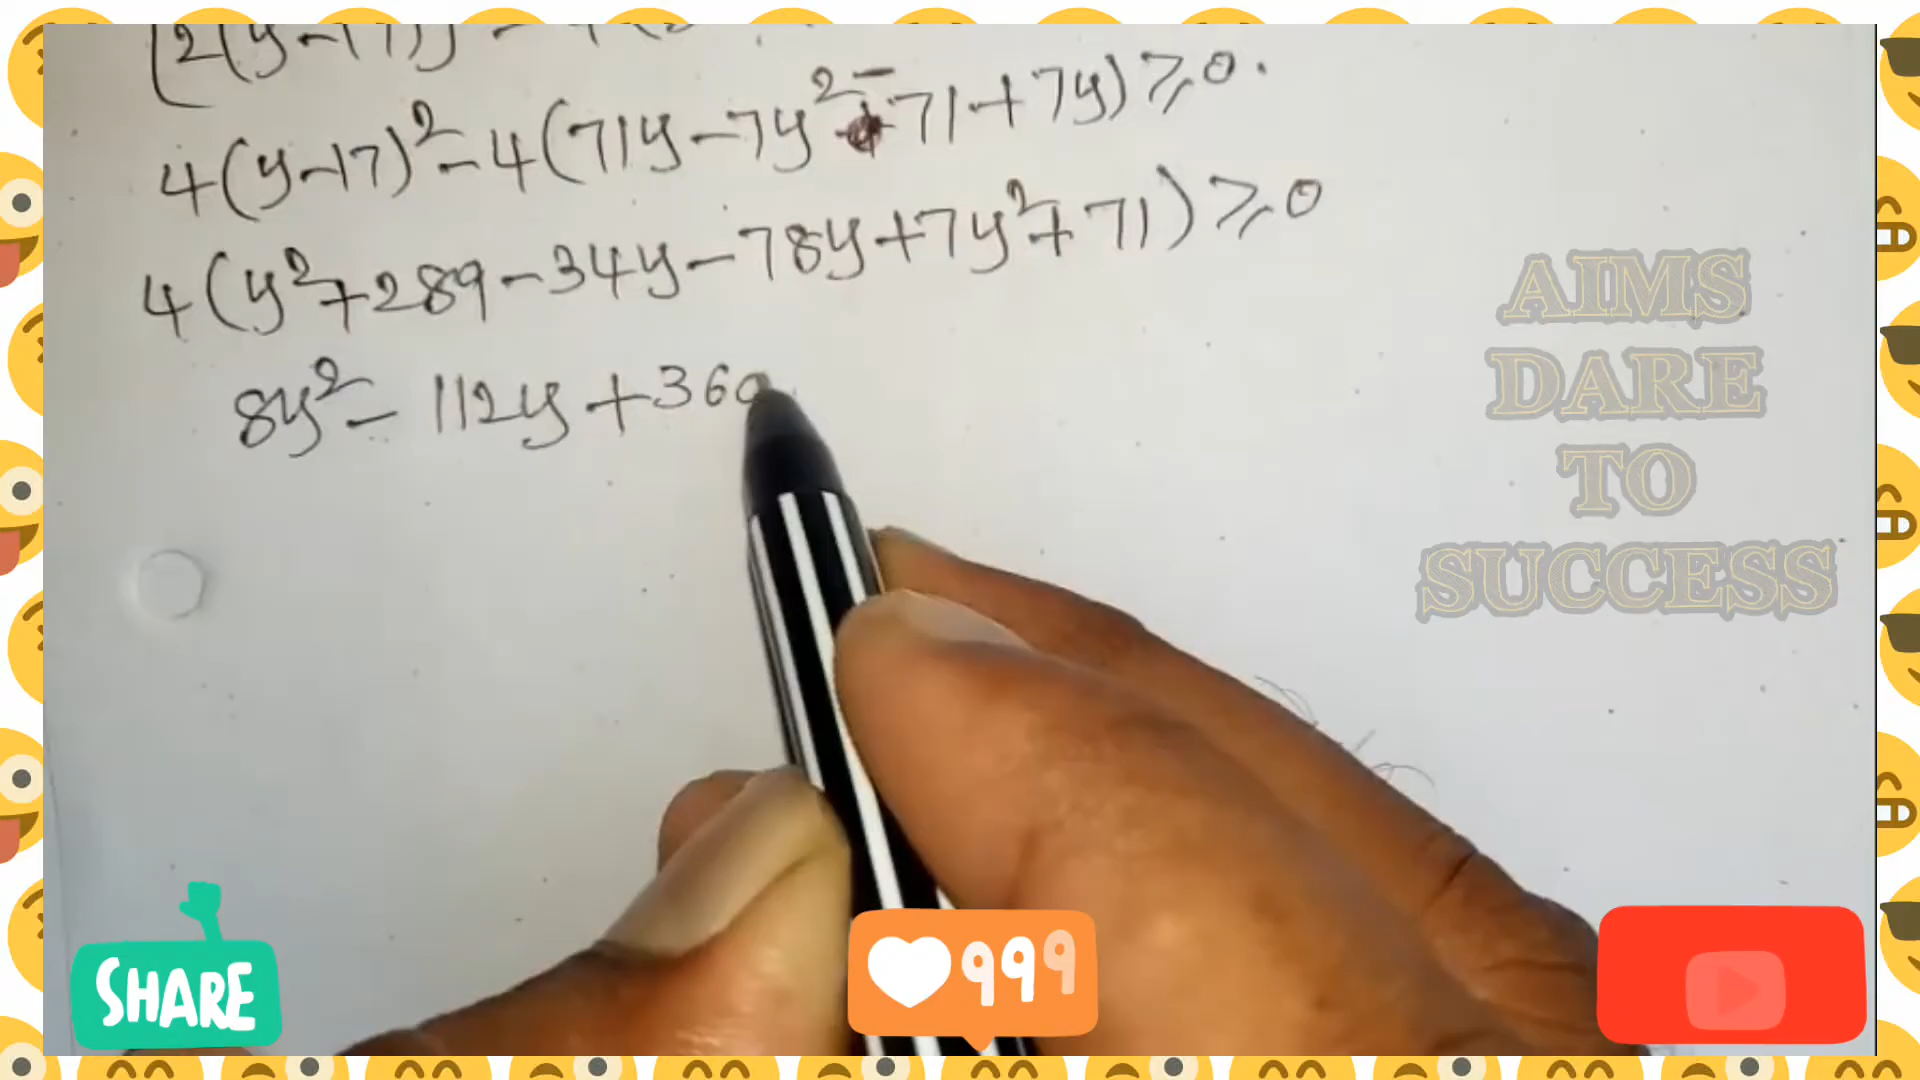 4(y-17)² - 4(71y - 7y² - 71 + 7y) ≥ 0.
4(y² + 289 - 34y - 78y + 7y² + 71) ≥ 0
8y² - 112y + 360
AIMS
DARE
TO
SUCCESS
SHARE
999